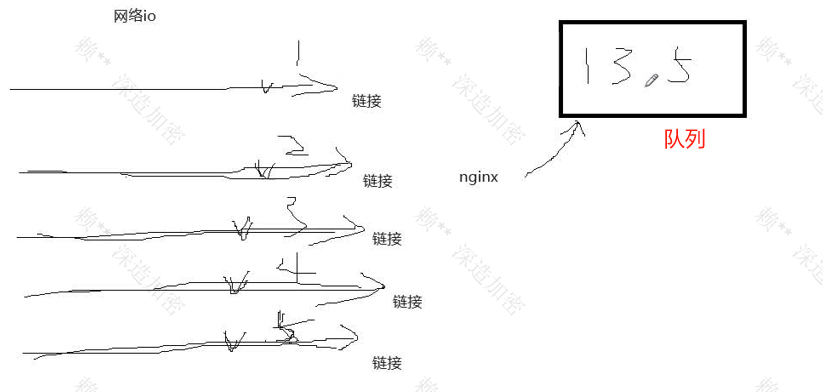 网络io
1
链接
2
链接
3
链接
4
链接
5
链接
13,5
队列
nginx
赖** 深造加密
赖** 深造加密
赖** 深造加密
赖** 深造加密
赖** 深造加密
赖** 深造加密